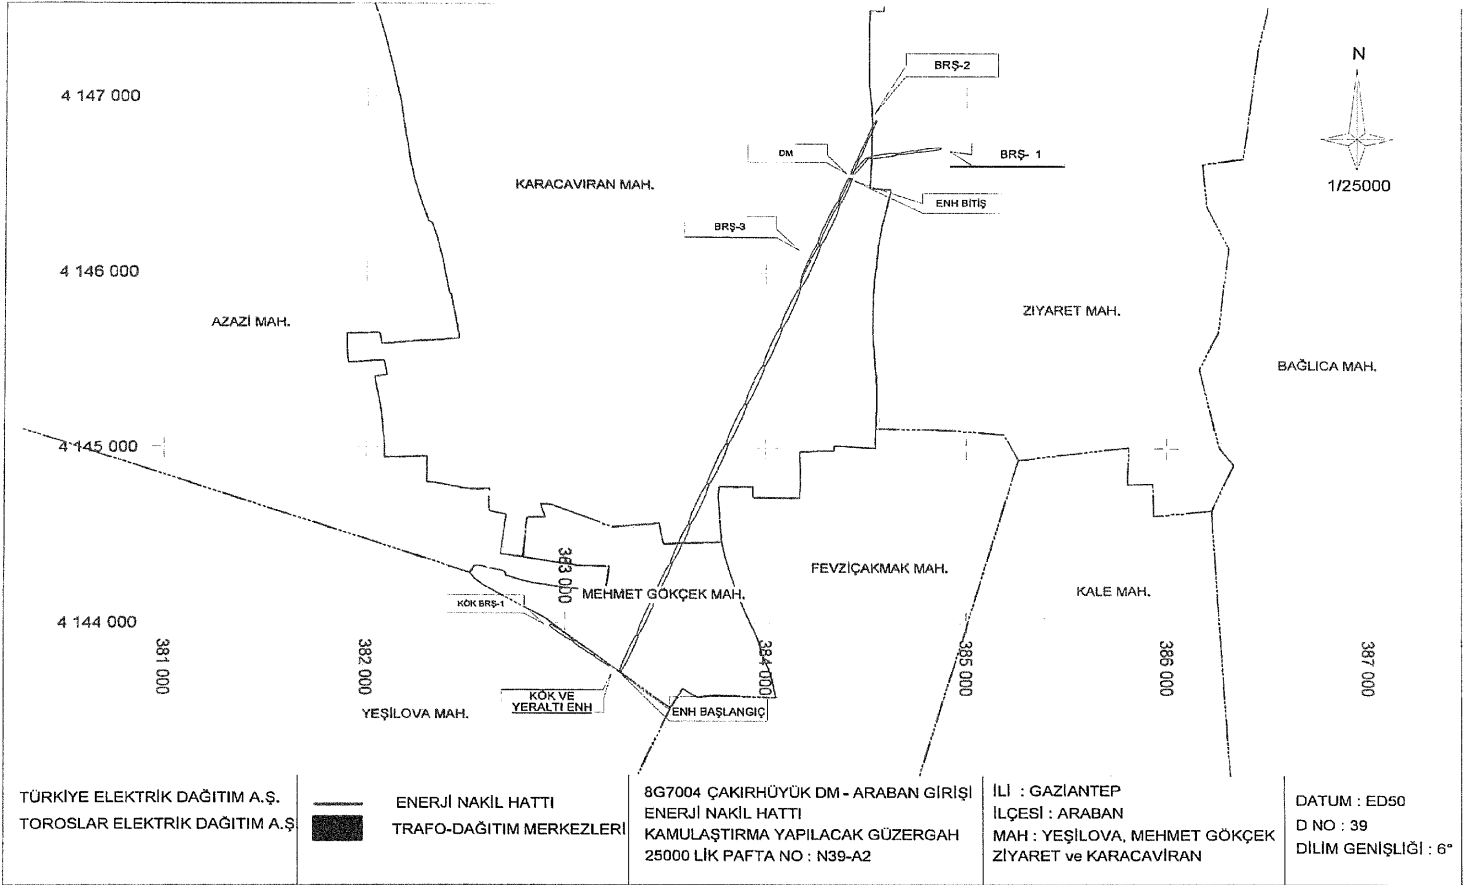 4 147 000
BRŞ-2
N
DM
BRŞ- 1
KARACAVIRAN MAH.
1/25000
ENH BİTİŞ
BRŞ-3
4 146 000
AZAZİ MAH.
ZIYARET MAH.
BAĞLICA MAH.
4 145 000
383 000
FEVZİÇAKMAK MAH.
MEHMET GÖKÇEK MAH.
KALE MAH.
KÖK BRŞ-1
4 144 000
381 000
382 000
384 000
385 000
386 000
387 000
KÖK VE
YERALTI ENH
ENH BAŞLANGIÇ
YEŞİLOVA MAH.
TÜRKİYE ELEKTRİK DAĞITIM A.Ş.
TOROSLAR ELEKTRİK DAĞITIM A.Ş
ENERJİ NAKİL HATTI
TRAFO-DAĞITIM MERKEZLERİ
8G7004 ÇAKIRHÜYÜK DM - ARABAN GİRİŞİ
ENERJİ NAKİL HATTI
KAMULAŞTIRMA YAPILACAK GÜZERGAH
25000 LİK PAFTA NO : N39-A2
İLİ : GAZİANTEP
İLÇESİ : ARABAN
MAH : YEŞİLOVA, MEHMET GÖKÇEK
ZİYARET ve KARACAVİRAN
DATUM : ED50
D NO : 39
DİLİM GENİŞLİĞİ : 6°